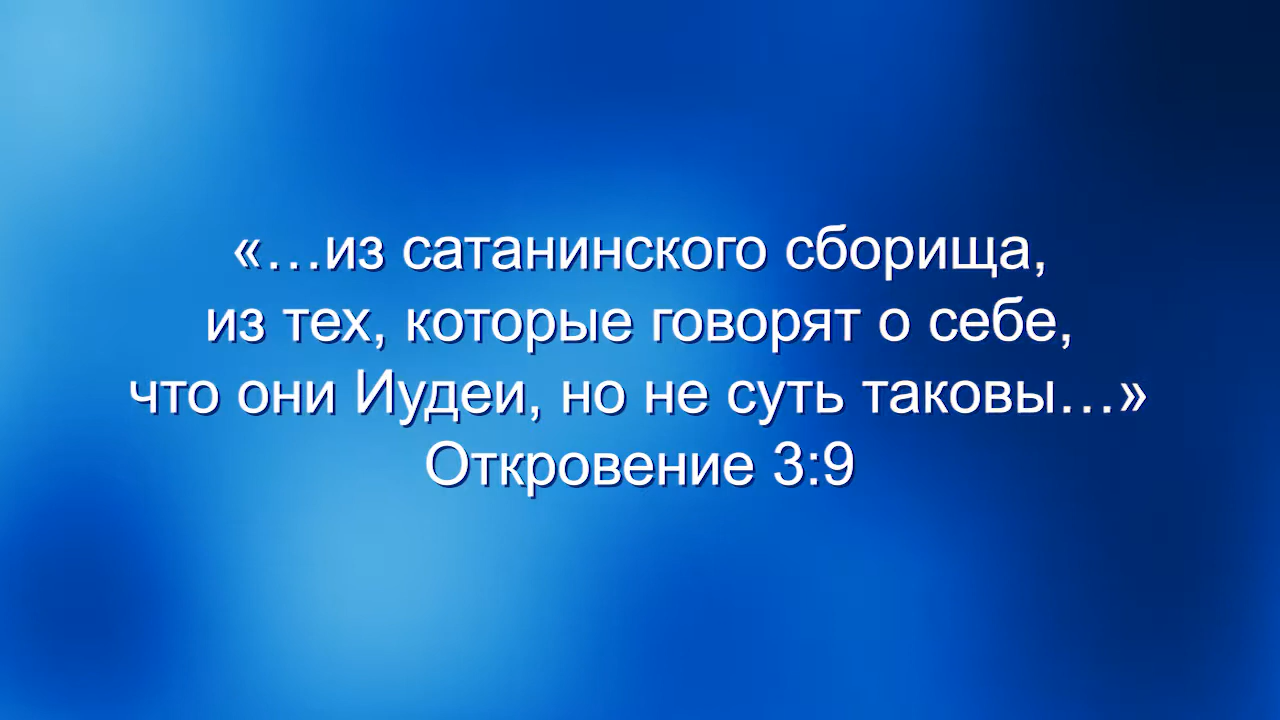 «…из сатанинского сборища,
из тех, которые говорят о себе,
что они Иудеи, но не суть таковы…»
Откровение 3:9